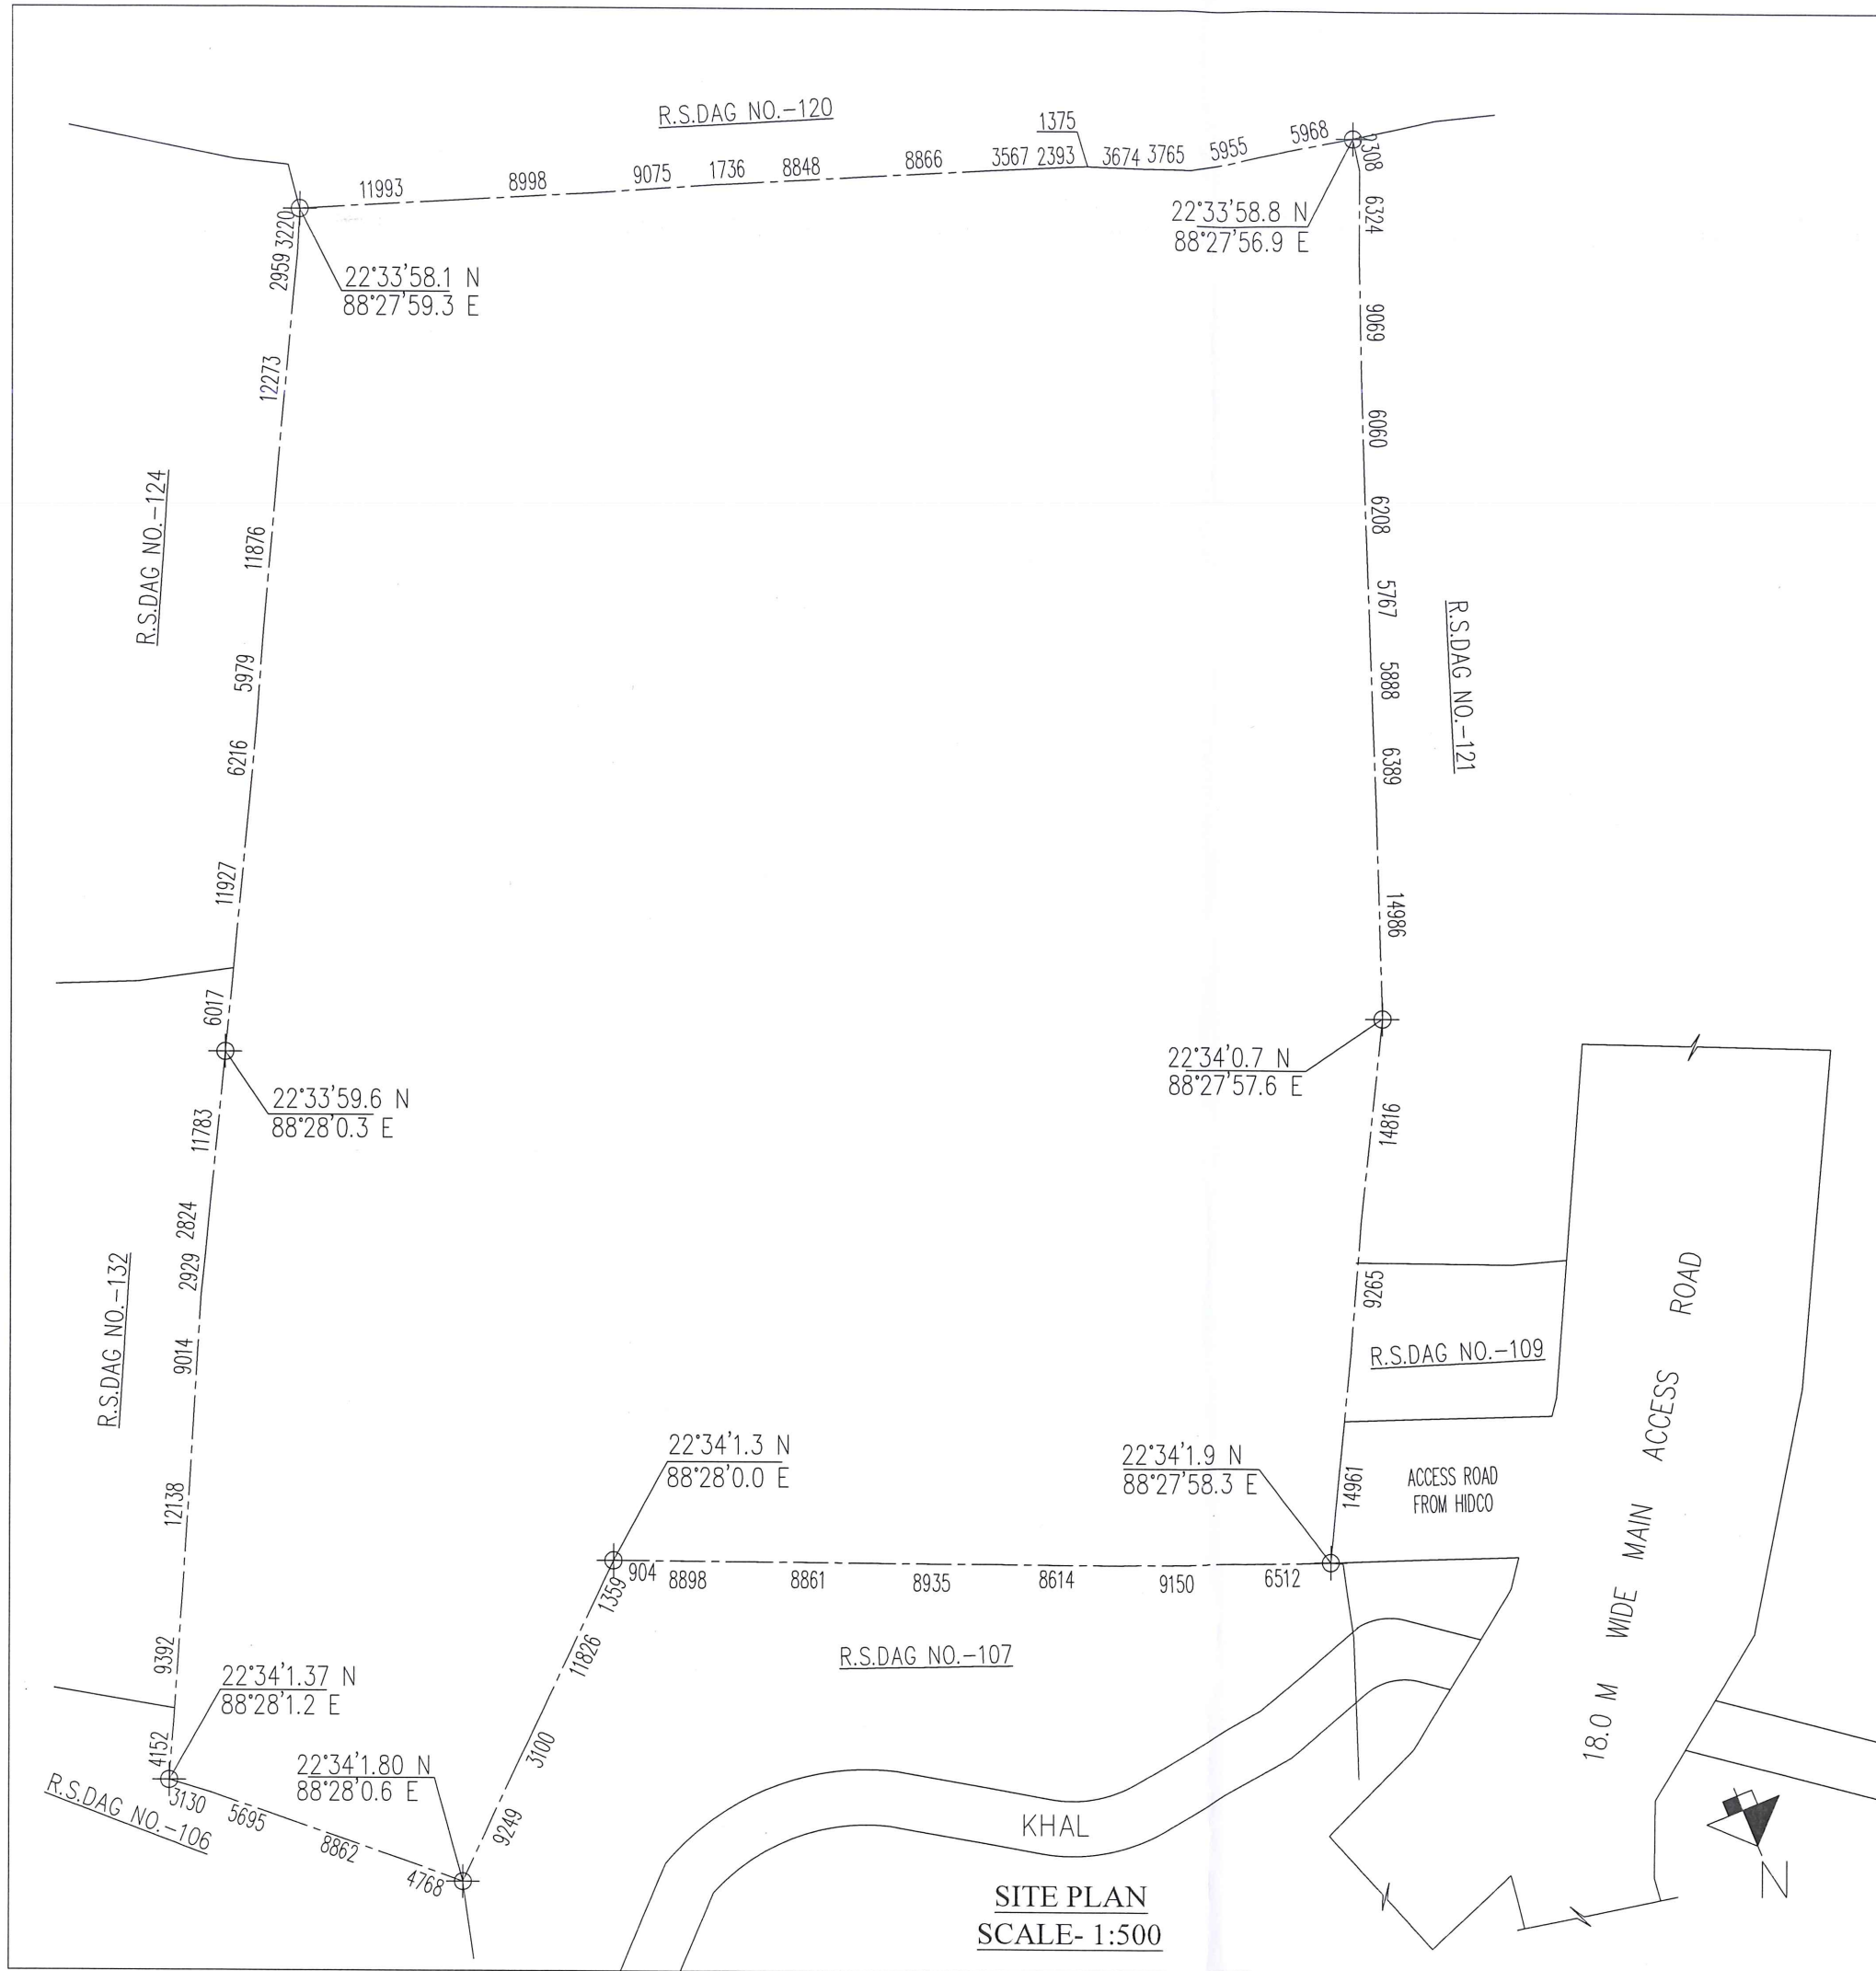 R.S.DAG NO.-120
1375
11993
8998
9075
1736
8848
8866
3567
2393
3674
3765
5955
5968
2308
22°33'58.8 N
88°27'56.9 E
22°33'58.1 N
88°27'59.3 E
3220
2959
12273
11876
5979
6216
11927
6017
R.S.DAG NO.-124
6324
9069
6060
6208
5767
5888
6389
14986
R.S.DAG NO.-121
22°33'59.6 N
88°28'0.3 E
22°34'0.7 N
88°27'57.6 E
11783
2824
2929
9014
12138
9392
4152
R.S.DAG NO.-132
14816
9265
14961
R.S.DAG NO.-109
ACCESS ROAD
FROM HIDCO
18.0 M WIDE MAIN ACCESS ROAD
22°34'1.3 N
88°28'0.0 E
22°34'1.9 N
88°27'58.3 E
904
8898
8861
8935
8614
9150
6512
1359
11826
3100
9249
R.S.DAG NO.-107
22°34'1.37 N
88°28'1.2 E
22°34'1.80 N
88°28'0.6 E
3130
5695
8862
4768
R.S.DAG NO.-106
KHAL
N
SITE PLAN
SCALE- 1:500